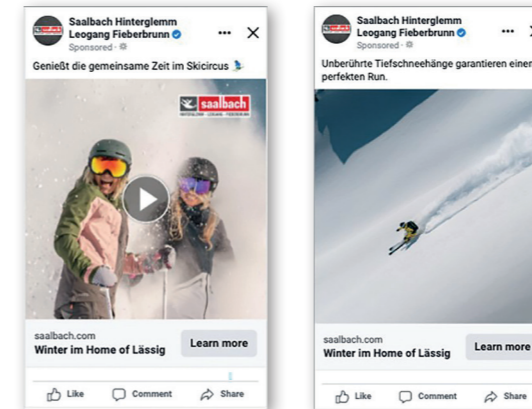 Saalbach Hinterglemm
Leogang Fieberbrunn
Sponsored ·
Genießt die gemeinsame Zeit im Skicircus
saalbach
saalbach.com
Winter im Home of Lässig
Learn more
Like Comment Share
Saalbach Hinterglemm
Leogang Fieberbrunn
Sponsored ·
Unberührte Tiefschneehänge garantieren einen
perfekten Run.
saalbach.com
Winter im Home of Lässig
Learn more
Like Comment Share